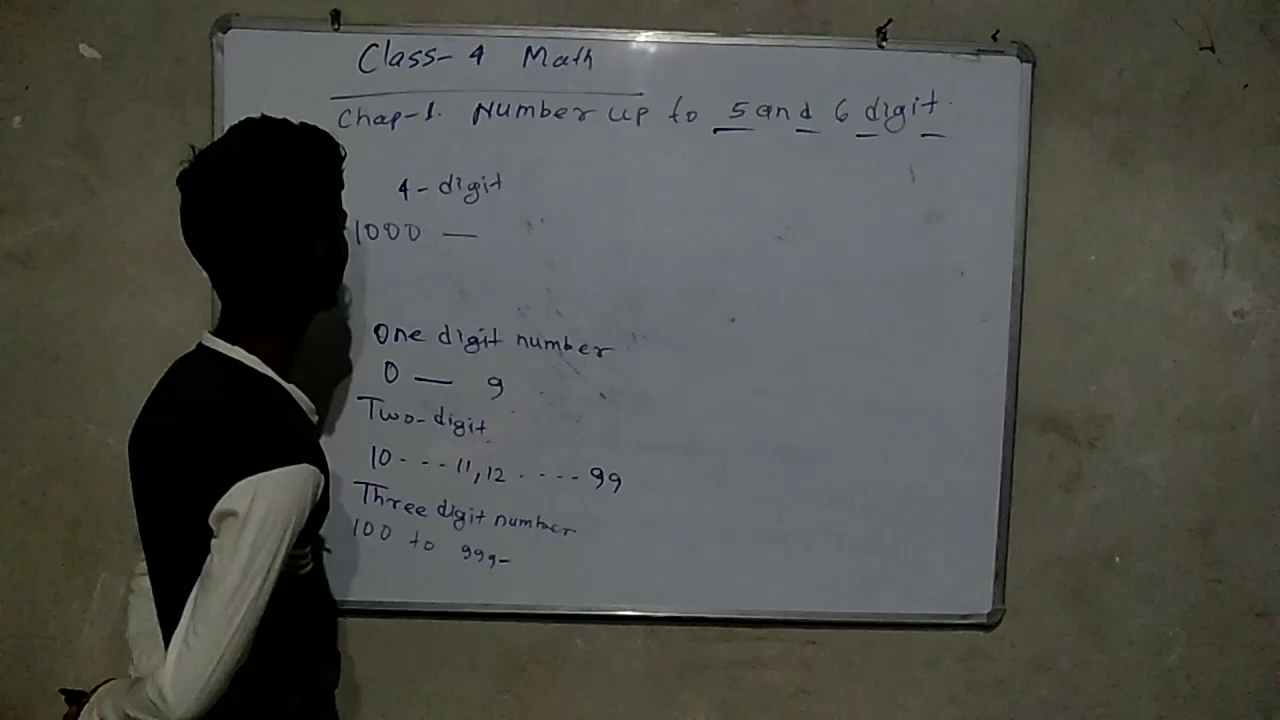 Class- 4 Math
Chap-1. Number up to 5 and 6 digit.
4- digit
1000 —
One digit number
0 — 9
Two-digit
10- - - 11, 12 - - - - - 99
Three digit number
100 to 999-